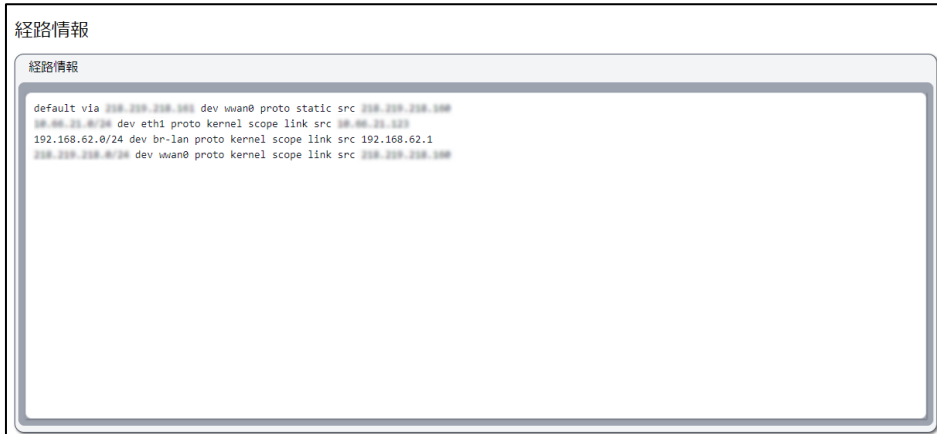 経路情報
経路情報
default via dev wwan0 proto static src
dev eth1 proto kernel scope link src
192.168.62.0/24 dev br-lan proto kernel scope link src 192.168.62.1
dev wwan0 proto kernel scope link src